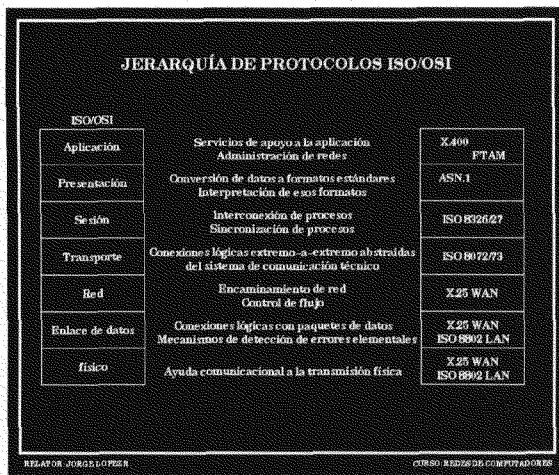 JERARQUÍA DE PROTOCOLOS ISO/OSI
ISO/OSI
Aplicación
Servicios de apoyo a la aplicación
Administración de redes
X.400
FTAM
Presentación
Conversión de datos a formatos estándares
Interpretación de esos formatos
ASN.1
Sesión
Interconexión de procesos
Sincronización de procesos
ISO 8326/27
Transporte
Conexiones lógicas extremo-a-extremo abstraidas
del sistema de comunicación técnico
ISO 8072/73
Red
Encaminamiento de red
Control de flujo
X.25 WAN
Enlace de datos
Conexiones lógicas con paquetes de datos
Mecanismos de detección de errores elementales
X.25 WAN
ISO 8802 LAN
físico
Ayuda comunicacional a la transmisión física
X.25 WAN
ISO 8802 LAN
RELATOR: JORGE LOPEZ R
CURSO: REDES DE COMPUTADORES